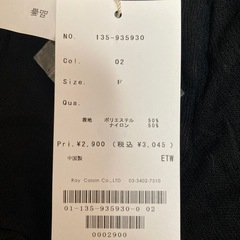 NO. 135-935930
Col. 02
Size. F
Qua.
表地 ポリエステル 50%
ナイロン 50%
Pri.¥2,900 (税込 ¥3,045)
中国製 ETW
Ray Cassin Co.,LTD 03-3402-7310
01-135-935930-0 02
0002900